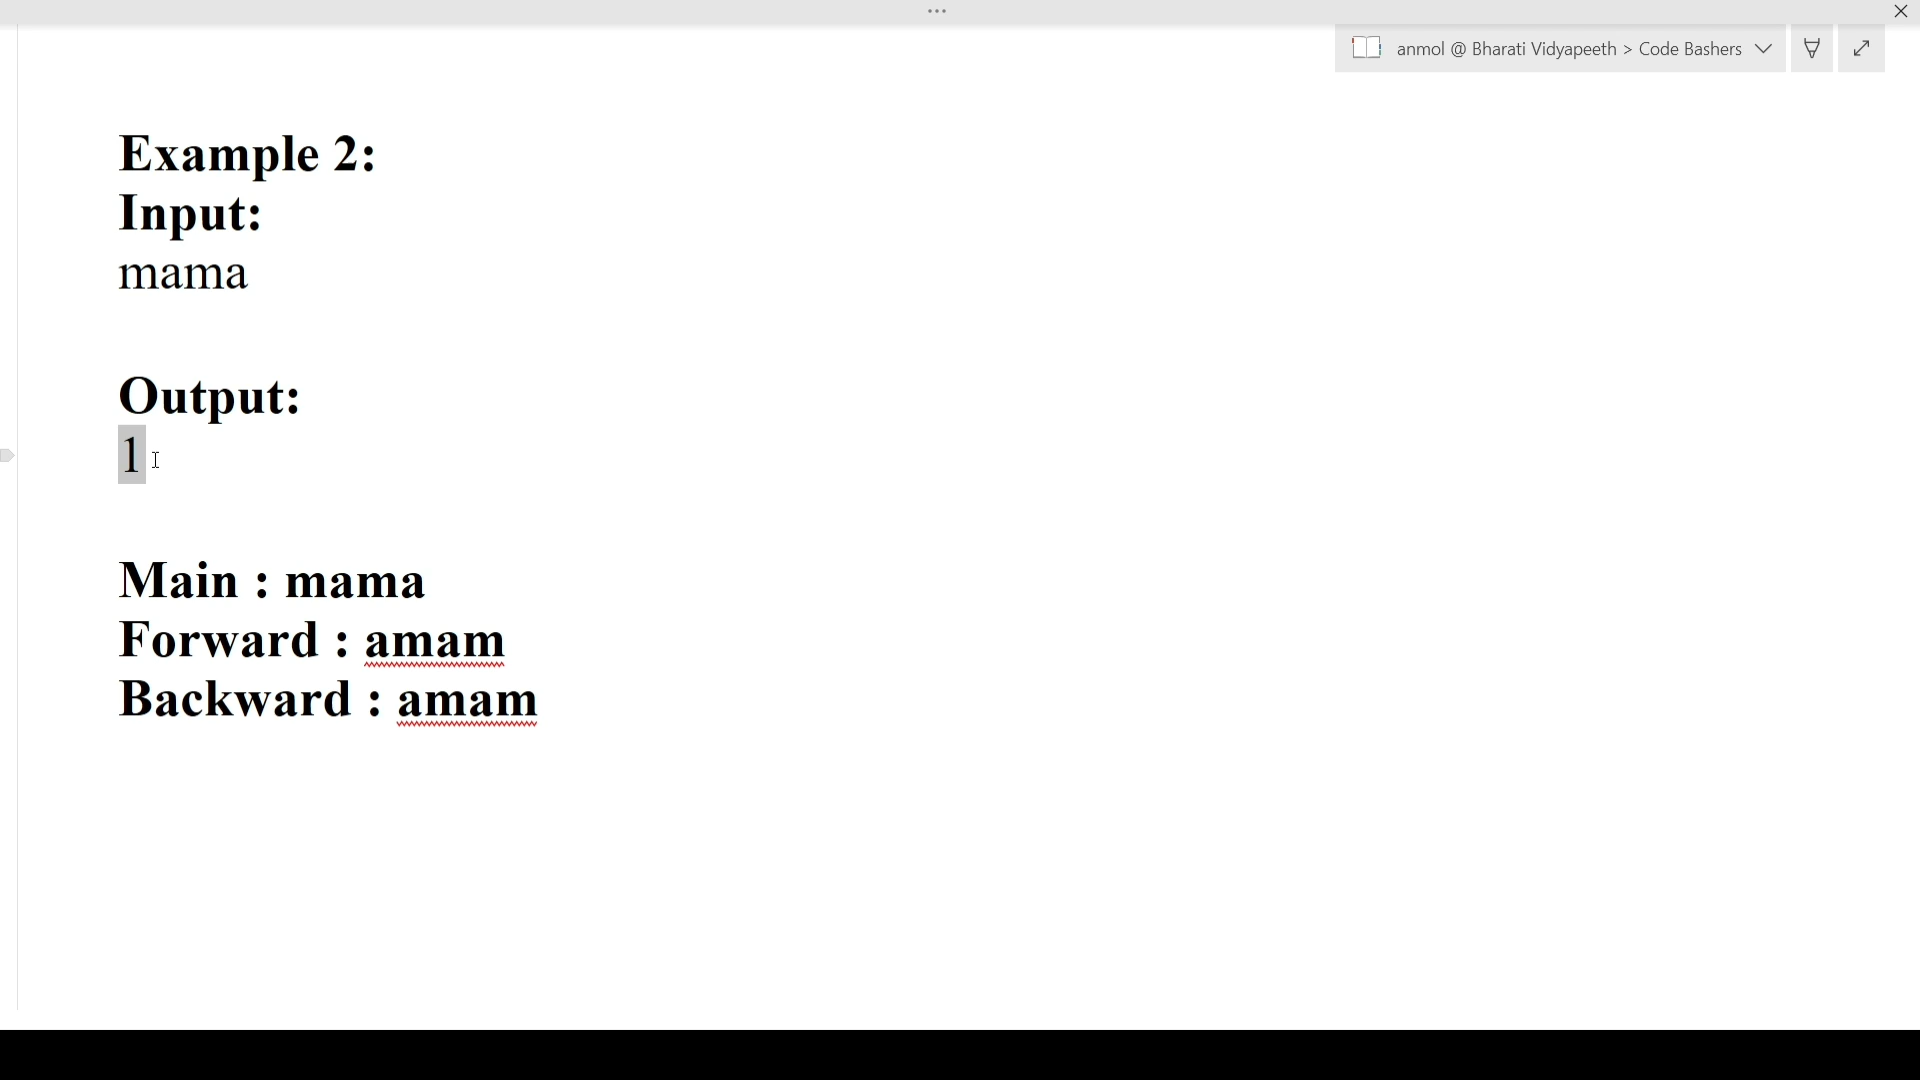 anmol @ Bharati Vidyapeeth > Code Bashers
Example 2:
Input:
mama
Output:
1
Main : mama
Forward : amam
Backward : amam